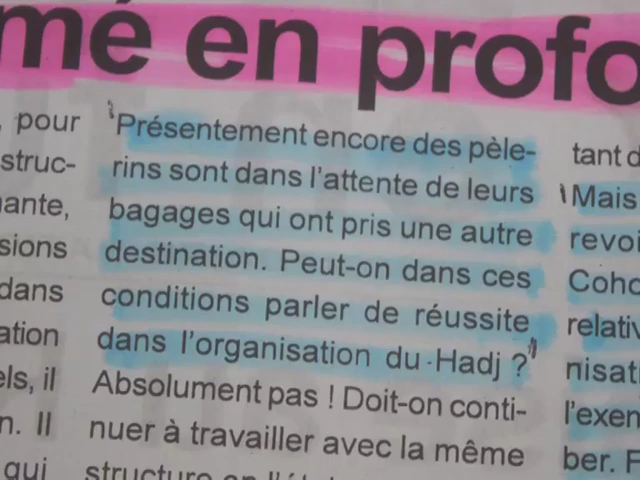 mé en profo
, pour
struc-
ante,
sions
dans
ation
els, il
n. Il
qui
Présentement encore des pèle-
rins sont dans l'attente de leurs
bagages qui ont pris une autre
destination. Peut-on dans ces
conditions parler de réussite
dans l'organisation du Hadj ?
Absolument pas ! Doit-on conti-
nuer à travailler avec la même
structure
tant d
Mais
revoi
Coho
relativ
nisat
l'exen
ber. F